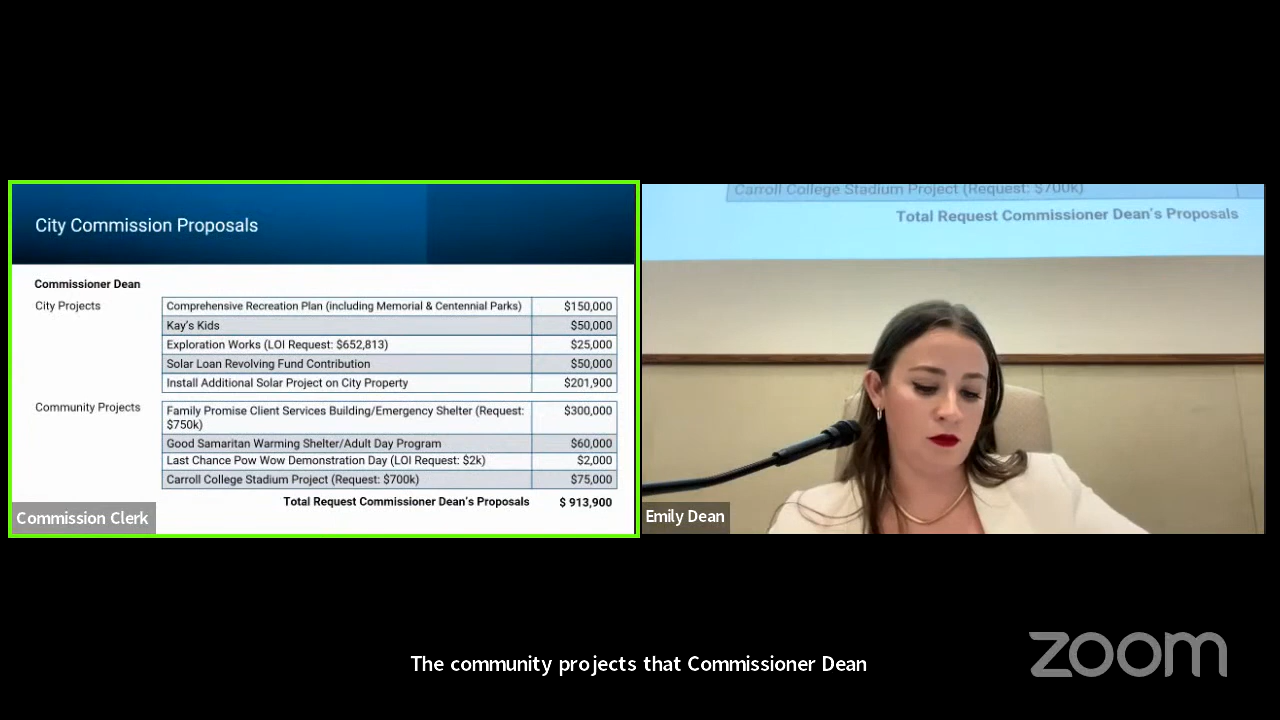 City Commission Proposals
Commissioner Dean
City Projects
Comprehensive Recreation Plan (including Memorial & Centennial Parks) $150,000
Kay's Kids $50,000
Exploration Works (LOI Request: $652,813) $25,000
Solar Loan Revolving Fund Contribution $50,000
Install Additional Solar Project on City Property $201,900
Community Projects
Family Promise Client Services Building/Emergency Shelter (Request: $300,000
$750k)
Good Samaritan Warming Shelter/Adult Day Program $60,000
Last Chance Pow Wow Demonstration Day (LOI Request: $2k) $2,000
Carroll College Stadium Project (Request: $700k) $75,000
Total Request Commissioner Dean's Proposals $ 913,900
Commission Clerk
Carroll College Stadium Project (Request: $700k)
Total Request Commissioner Dean's Proposals
Emily Dean
The community projects that Commissioner Dean
zoom